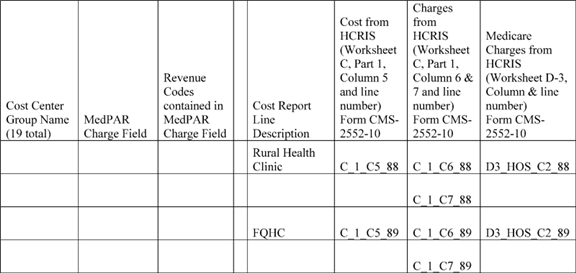 Cost Center
Group Name
(19 total)
MedPAR
Charge Field
Revenue
Codes
contained in
MedPAR
Charge Field
Cost Report
Line
Description
Cost from
HCRIS
(Worksheet
C, Part 1,
Column 5
and line
number)
Form CMS-
2552-10
Charges
from
HCRIS
(Worksheet
C, Part 1,
Column 6 &
7 and line
number)
Form CMS-
2552-10
Medicare
Charges from
HCRIS
(Worksheet D-3,
Column & line
number)
Form CMS-
2552-10
Rural Health
Clinic
C_1_C5_88
C_1_C6_88
D3_HOS_C2_88
C_1_C7_88
FQHC
C_1_C5_89
C_1_C6_89
D3_HOS_C2_89
C_1_C7_89